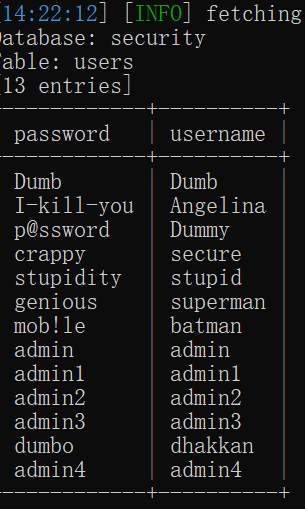 [14:22:12] [INFO] fetching
Database: security
Table: users
[13 entries]
password | username
Dumb | Dumb
I-kill-you | Angelina
p@ssword | Dummy
crappy | secure
stupidity | stupid
genious | superman
mob!le | batman
admin | admin
admin1 | admin1
admin2 | admin2
admin3 | admin3
dumbo | dhakkan
admin4 | admin4